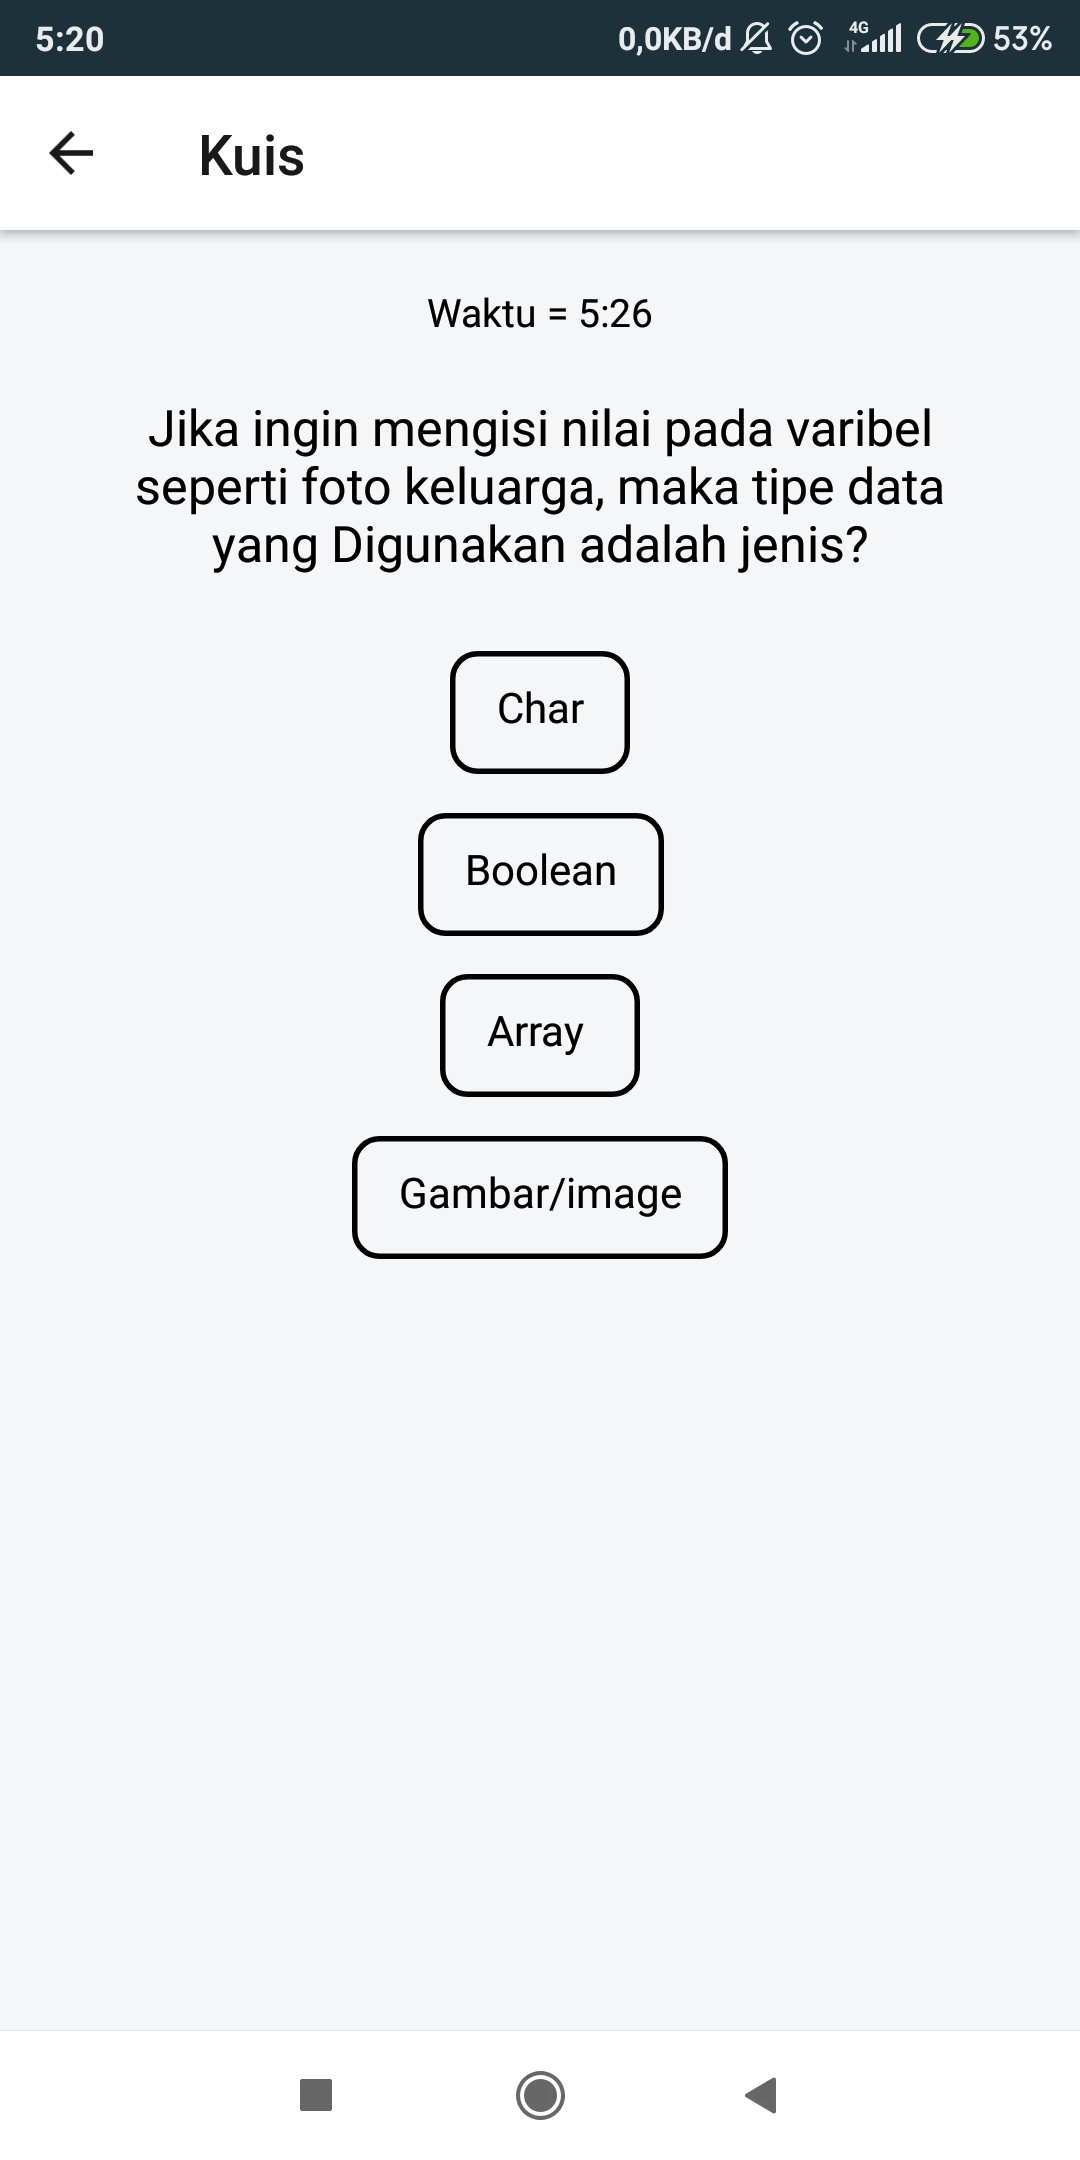 5:20
0,0KB/d 4G 53%
Kuis
Waktu = 5:26
Jika ingin mengisi nilai pada varibel
seperti foto keluarga, maka tipe data
yang Digunakan adalah jenis?
Char
Boolean
Array
Gambar/image